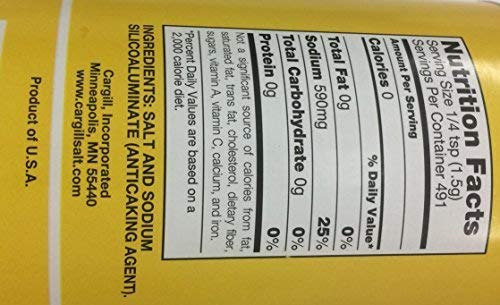 Nutrition Facts
Serving Size 1/4 tsp (1.5g)
Servings Per Container 491
Amount Per Serving
Calories 0
% Daily Value*
Total Fat 0g 0%
Sodium 590mg 25%
Total Carbohydrate 0g 0%
Protein 0g 0%
Not a significant source of calories from fat,
saturated fat, trans fat, cholesterol, dietary fiber,
sugars, vitamin A, vitamin C, calcium, and iron.
*Percent Daily Values are based on a
2,000 calorie diet.
INGREDIENTS: SALT AND SODIUM
SILICOALUMINATE (ANTICAKING AGENT).
Cargill, Incorporated
Minneapolis, MN 55440
www.cargillsalt.com
Product of U.S.A.